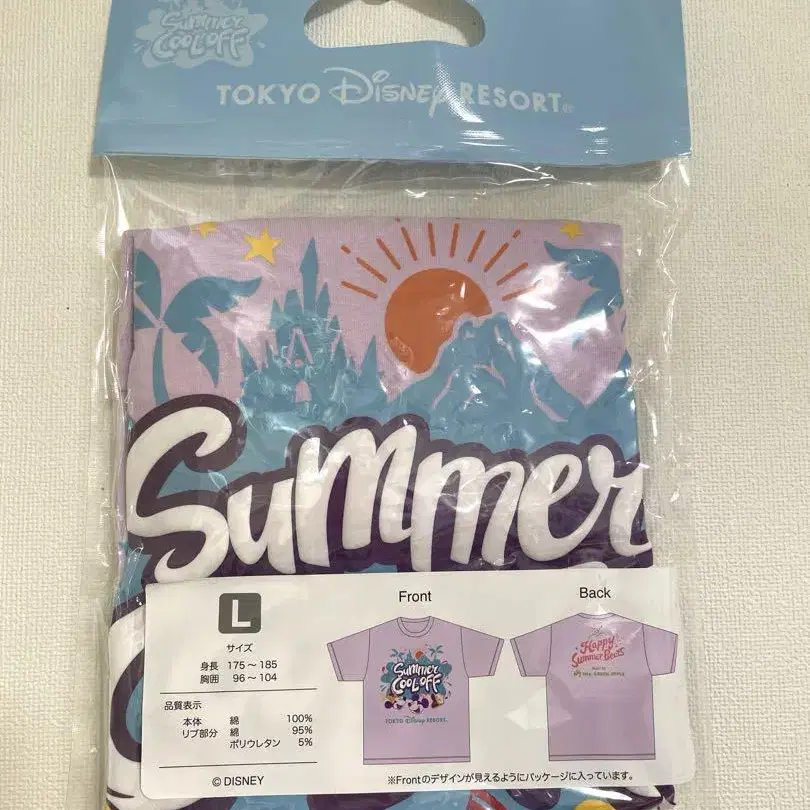 Summer
COOL OFF
TOKYO Disney RESORT®
Summer
L
サイズ
身長 175～185
胸囲 96～104
品質表示
本体 綿 100%
リブ部分 綿 95%
ポリウレタン 5%
© DISNEY
Front
Summer
COOL OFF
TOKYO Disney RESORT
Back
Happy
Summer Beats
※Frontのデザインが見えるようにパッケージに入っています。